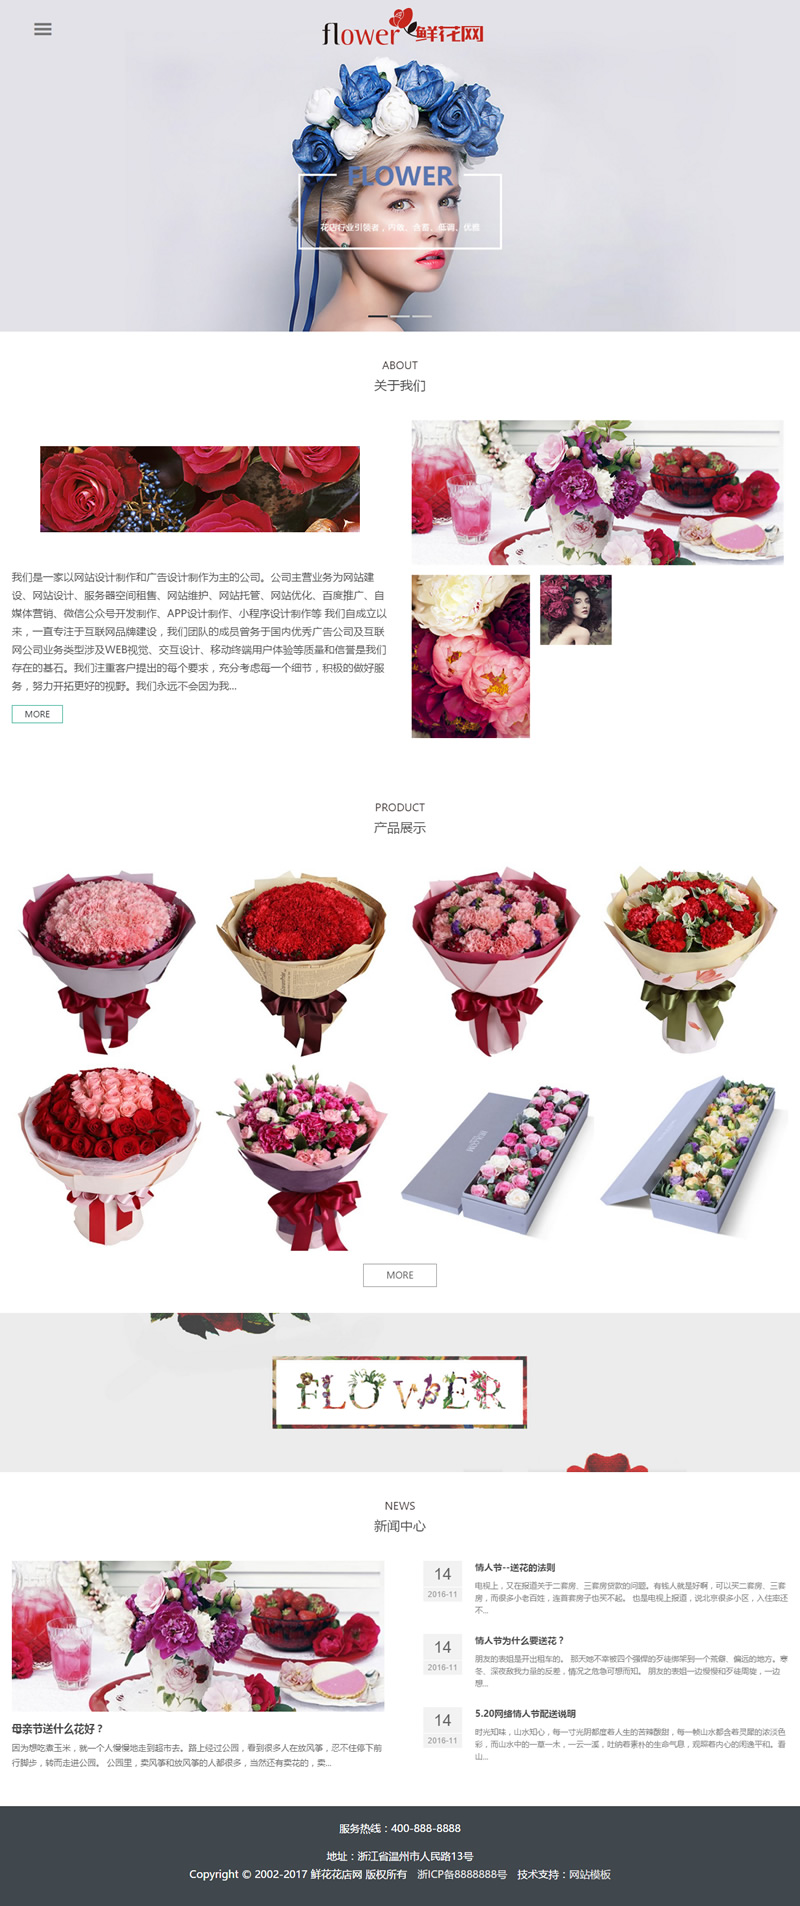 flower 鲜花网
FLOWER
花店行业引领者，内敛、含蓄、低调、优雅
ABOUT
关于我们
我们是一家以网站设计制作和广告设计制作为主的公司。公司主营业务为网站建
设、网站设计、服务器空间租售、网站维护、网站托管、网站优化、百度推广、自
媒体营销、微信公众号开发制作、APP设计制作、小程序设计制作等 我们自成立以
来，一直专注于互联网品牌建设，我们团队的成员曾务于国内优秀广告公司及互联
网公司业务类型涉及WEB视觉、交互设计、移动终端用户体验等质量和信誉是我们
存在的基石。我们注重客户提出的每个要求，充分考虑每一个细节，积极的做好服
务，努力开拓更好的视野。我们永远不会因为我...
MORE
PRODUCT
产品展示
MORE
FLOWER
NEWS
新闻中心
母亲节送什么花好？
因为想吃煮玉米，就一个人慢慢地走到超市去。路上经过公园，看到很多人在放风筝，忍不住停下前
行脚步，转而走进公园。 公园里，卖风筝和放风筝的人都很多，当然还有卖花的，卖...
14
2016-11
情人节--送花的法则
电视上，又在报道关于二套房、三套房贷款的问题。有钱人就是好啊，可以买二套房、三套
房，而很多小老百姓，连首套房子也买不起。 也是电视上报道，说北京很多小区，入住率还
不...
14
2016-11
情人节为什么要送花？
朋友的表姐是开出租车的。 那天她不幸被四个强悍的歹徒绑架到一个荒僻、偏远的地方。寒
冬、深夜敌我力量的反差，情况之危急可想而知。 朋友的表姐一边慢慢和歹徒周旋，一边
想...
14
2016-11
5.20网络情人节配送说明
时光知味，山水知心，每一寸光阴都度着人生的苦辣酸甜，每一帧山水都含着灵犀的浓淡色
彩，而山水中的一草一木，一云一溪，吐纳着素朴的生命气息，观照着内心的闲逸平和。看
山...
服务热线：400-888-8888
地址：浙江省温州市人民路13号
Copyright © 2002-2017 鲜花花店网 版权所有 浙ICP备8888888号 技术支持：网站模板